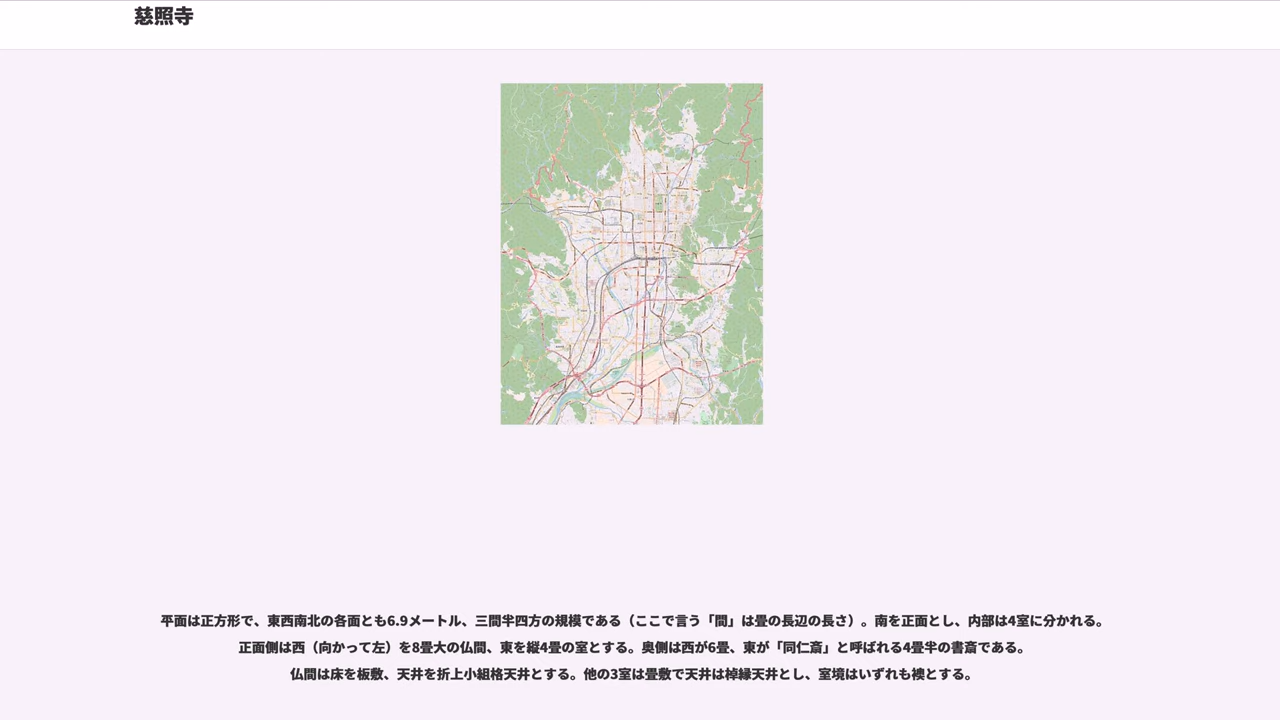 慈照寺
平面は正方形で、東西南北の各面とも6.9メートル、三間半四方の規模である（ここで言う「間」は畳の長辺の長さ）。南を正面とし、内部は4室に分かれる。
正面側は西（向かって左）を8畳大の仏間、東を縦4畳の室とする。奥側は西が6畳、東が「同仁斎」と呼ばれる4畳半の書斎である。
仏間は床を板敷、天井を折上小組格天井とする。他の3室は畳敷で天井は棹縁天井とし、室境はいずれも襖とする。